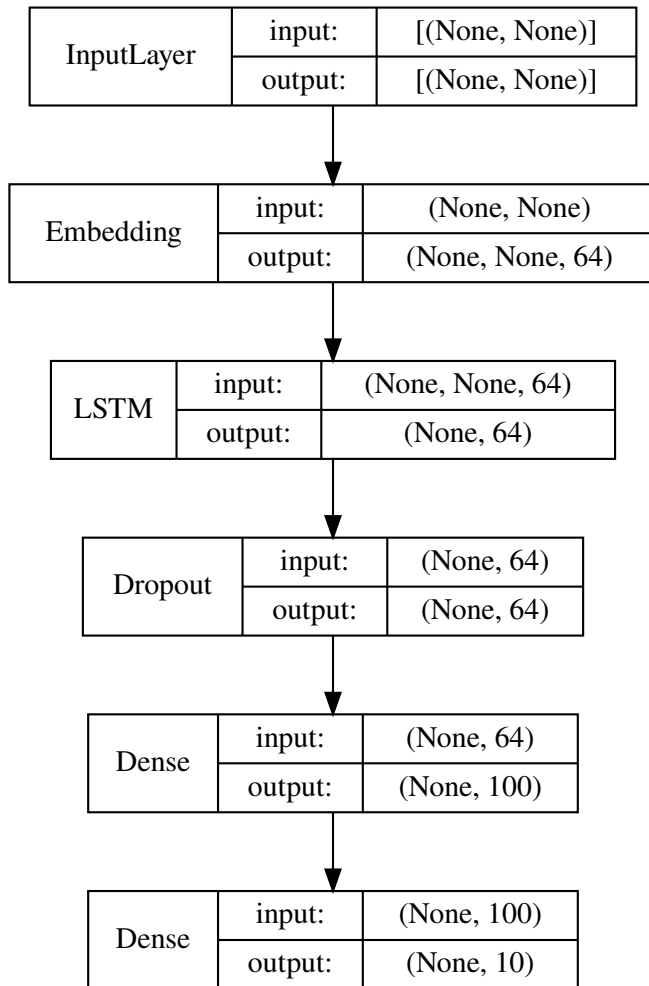 InputLayer
input: [(None, None)]
output: [(None, None)]
Embedding
input: (None, None)
output: (None, None, 64)
LSTM
input: (None, None, 64)
output: (None, 64)
Dropout
input: (None, 64)
output: (None, 64)
Dense
input: (None, 64)
output: (None, 100)
Dense
input: (None, 100)
output: (None, 10)